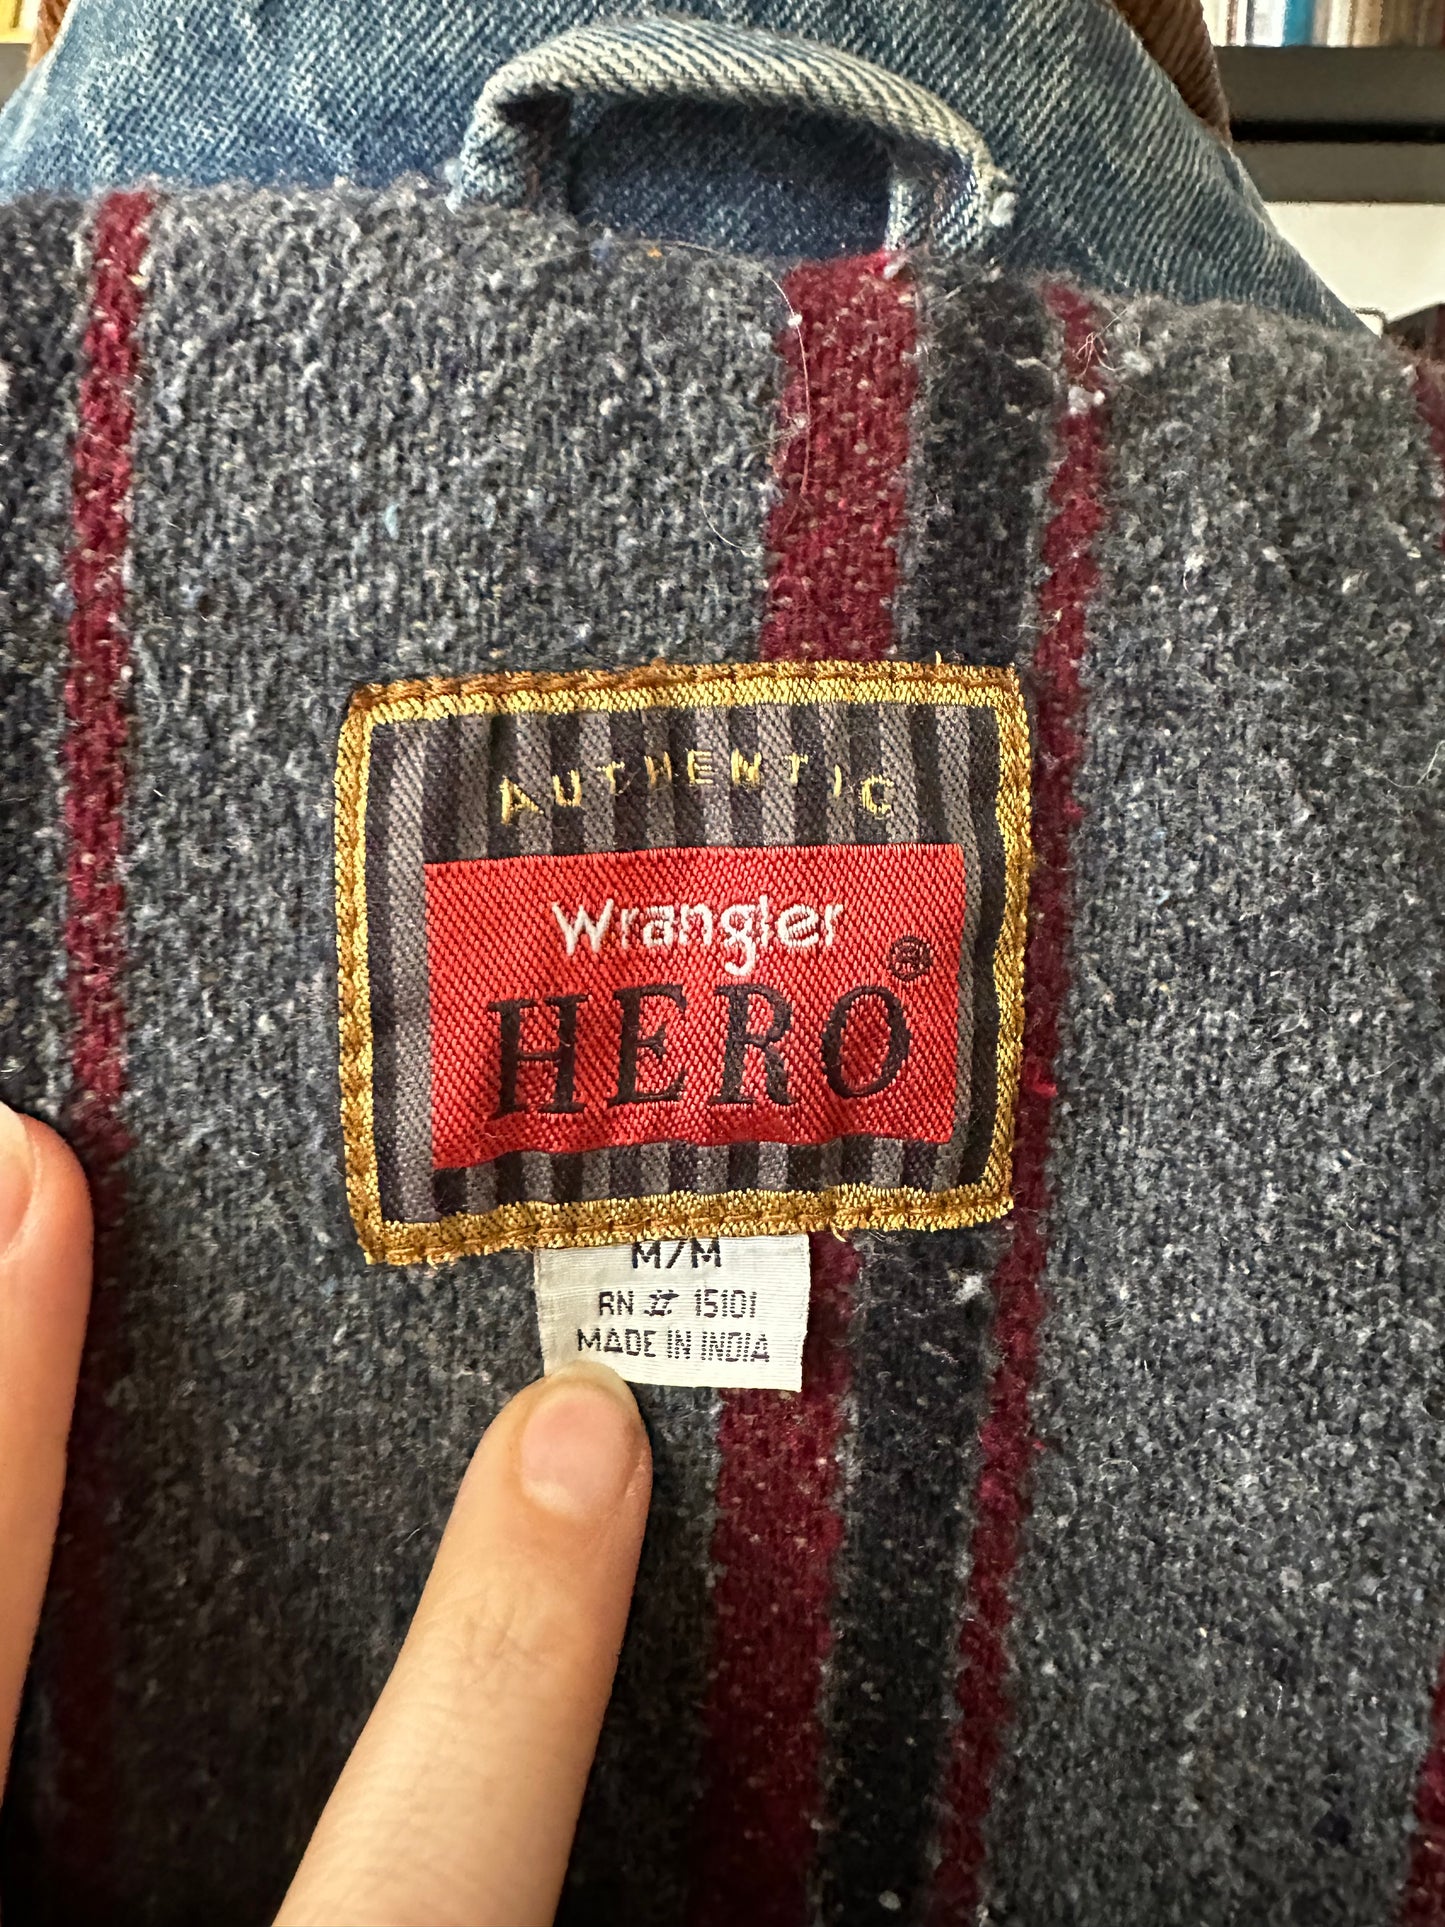 AUTHENTIC
Wrangler
HERO®
M/M
RN # 15101
MADE IN INDIA